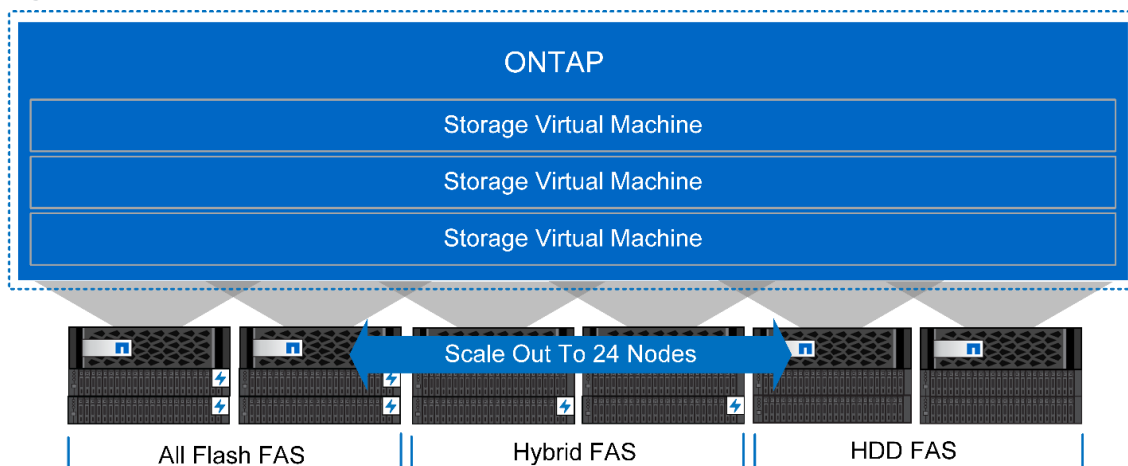 ONTAP
Storage Virtual Machine
Storage Virtual Machine
Storage Virtual Machine
Scale Out To 24 Nodes
All Flash FAS
Hybrid FAS
HDD FAS